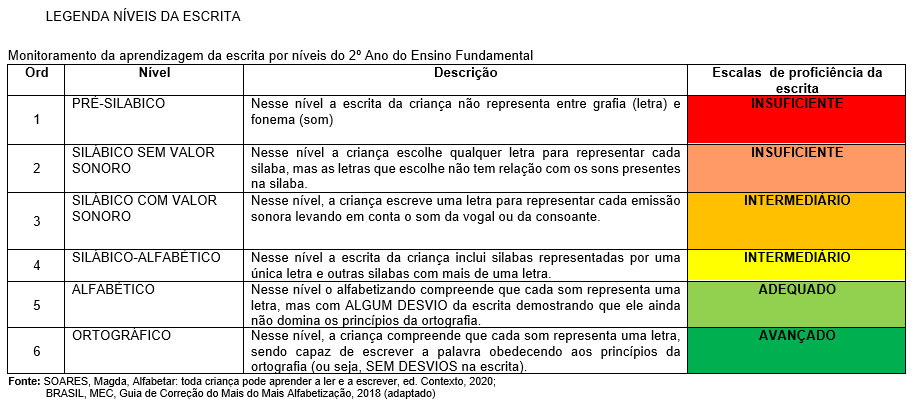 LEGENDA NÍVEIS DA ESCRITA
Monitoramento da aprendizagem da escrita por níveis do 2º Ano do Ensino Fundamental
Ord
Nível
Descrição
Escalas de proficiência da
escrita
1
PRÉ-SILABICO
Nesse nível a escrita da criança não representa entre grafia (letra) e
fonema (som)
INSUFICIENTE
2
SILÁBICO SEM VALOR
SONORO
Nesse nível a criança escolhe qualquer letra para representar cada
silaba, mas as letras que escolhe não tem relação com os sons presentes
na silaba.
INSUFICIENTE
3
SILÁBICO COM VALOR
SONORO
Nesse nível, a criança escreve uma letra para representar cada emissão
sonora levando em conta o som da vogal ou da consoante.
INTERMEDIÁRIO
4
SILÁBICO-ALFABÉTICO
Nesse nível a escrita da criança inclui silabas representadas por uma
única letra e outras silabas com mais de uma letra.
INTERMEDIÁRIO
5
ALFABÉTICO
Nesse nível o alfabetizando compreende que cada som representa uma
letra, mas com ALGUM DESVIO da escrita demostrando que ele ainda
não domina os princípios da ortografia.
ADEQUADO
6
ORTOGRÁFICO
Nesse nível, a criança compreende que cada som representa uma letra,
sendo capaz de escrever a palavra obedecendo aos princípios da
ortografia (ou seja, SEM DESVIOS na escrita).
AVANÇADO
Fonte: SOARES, Magda, Alfabetar: toda criança pode aprender a ler e a escrever, ed. Contexto, 2020;
BRASIL, MEC, Guia de Correção do Mais do Mais Alfabetização, 2018 (adaptado)